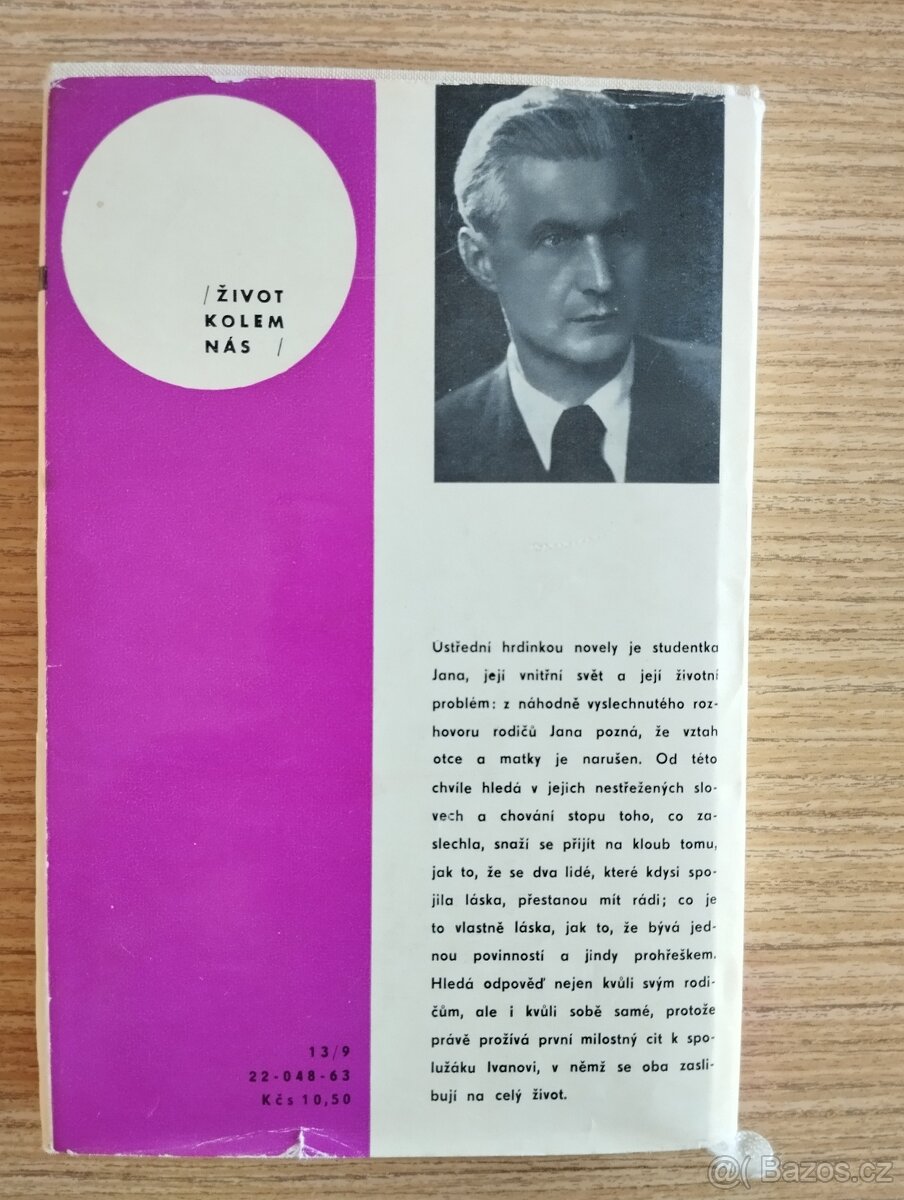 /ŽIVOT
KOLEM
NÁS /
Ústřední hrdinkou novely je studentka
Jana, její vnitřní svět a její životní
problém: z náhodně vyslechnutého roz-
hovoru rodičů Jana pozná, že vztah
otce a matky je narušen. Od této
chvíle hledá v jejich nestřežených slo-
vech a chování stopu toho, co za-
slechla, snaží se přijít na kloub tomu,
jak to, že se dva lidé, které kdysi spo-
jila láska, přestanou mít rádi; co je
to vlastně láska, jak to, že bývá jed-
nou povinností a jindy prohřeškem.
Hledá odpověď nejen kvůli svým rodi-
čům, ale i kvůli sobě samé, protože
právě prožívá první milostný cit k spo-
lužáku Ivanovi, v němž se oba zasli-
bují na celý život.
13/9
22-048-63
Kčs 10,50
@( Bazos.cz